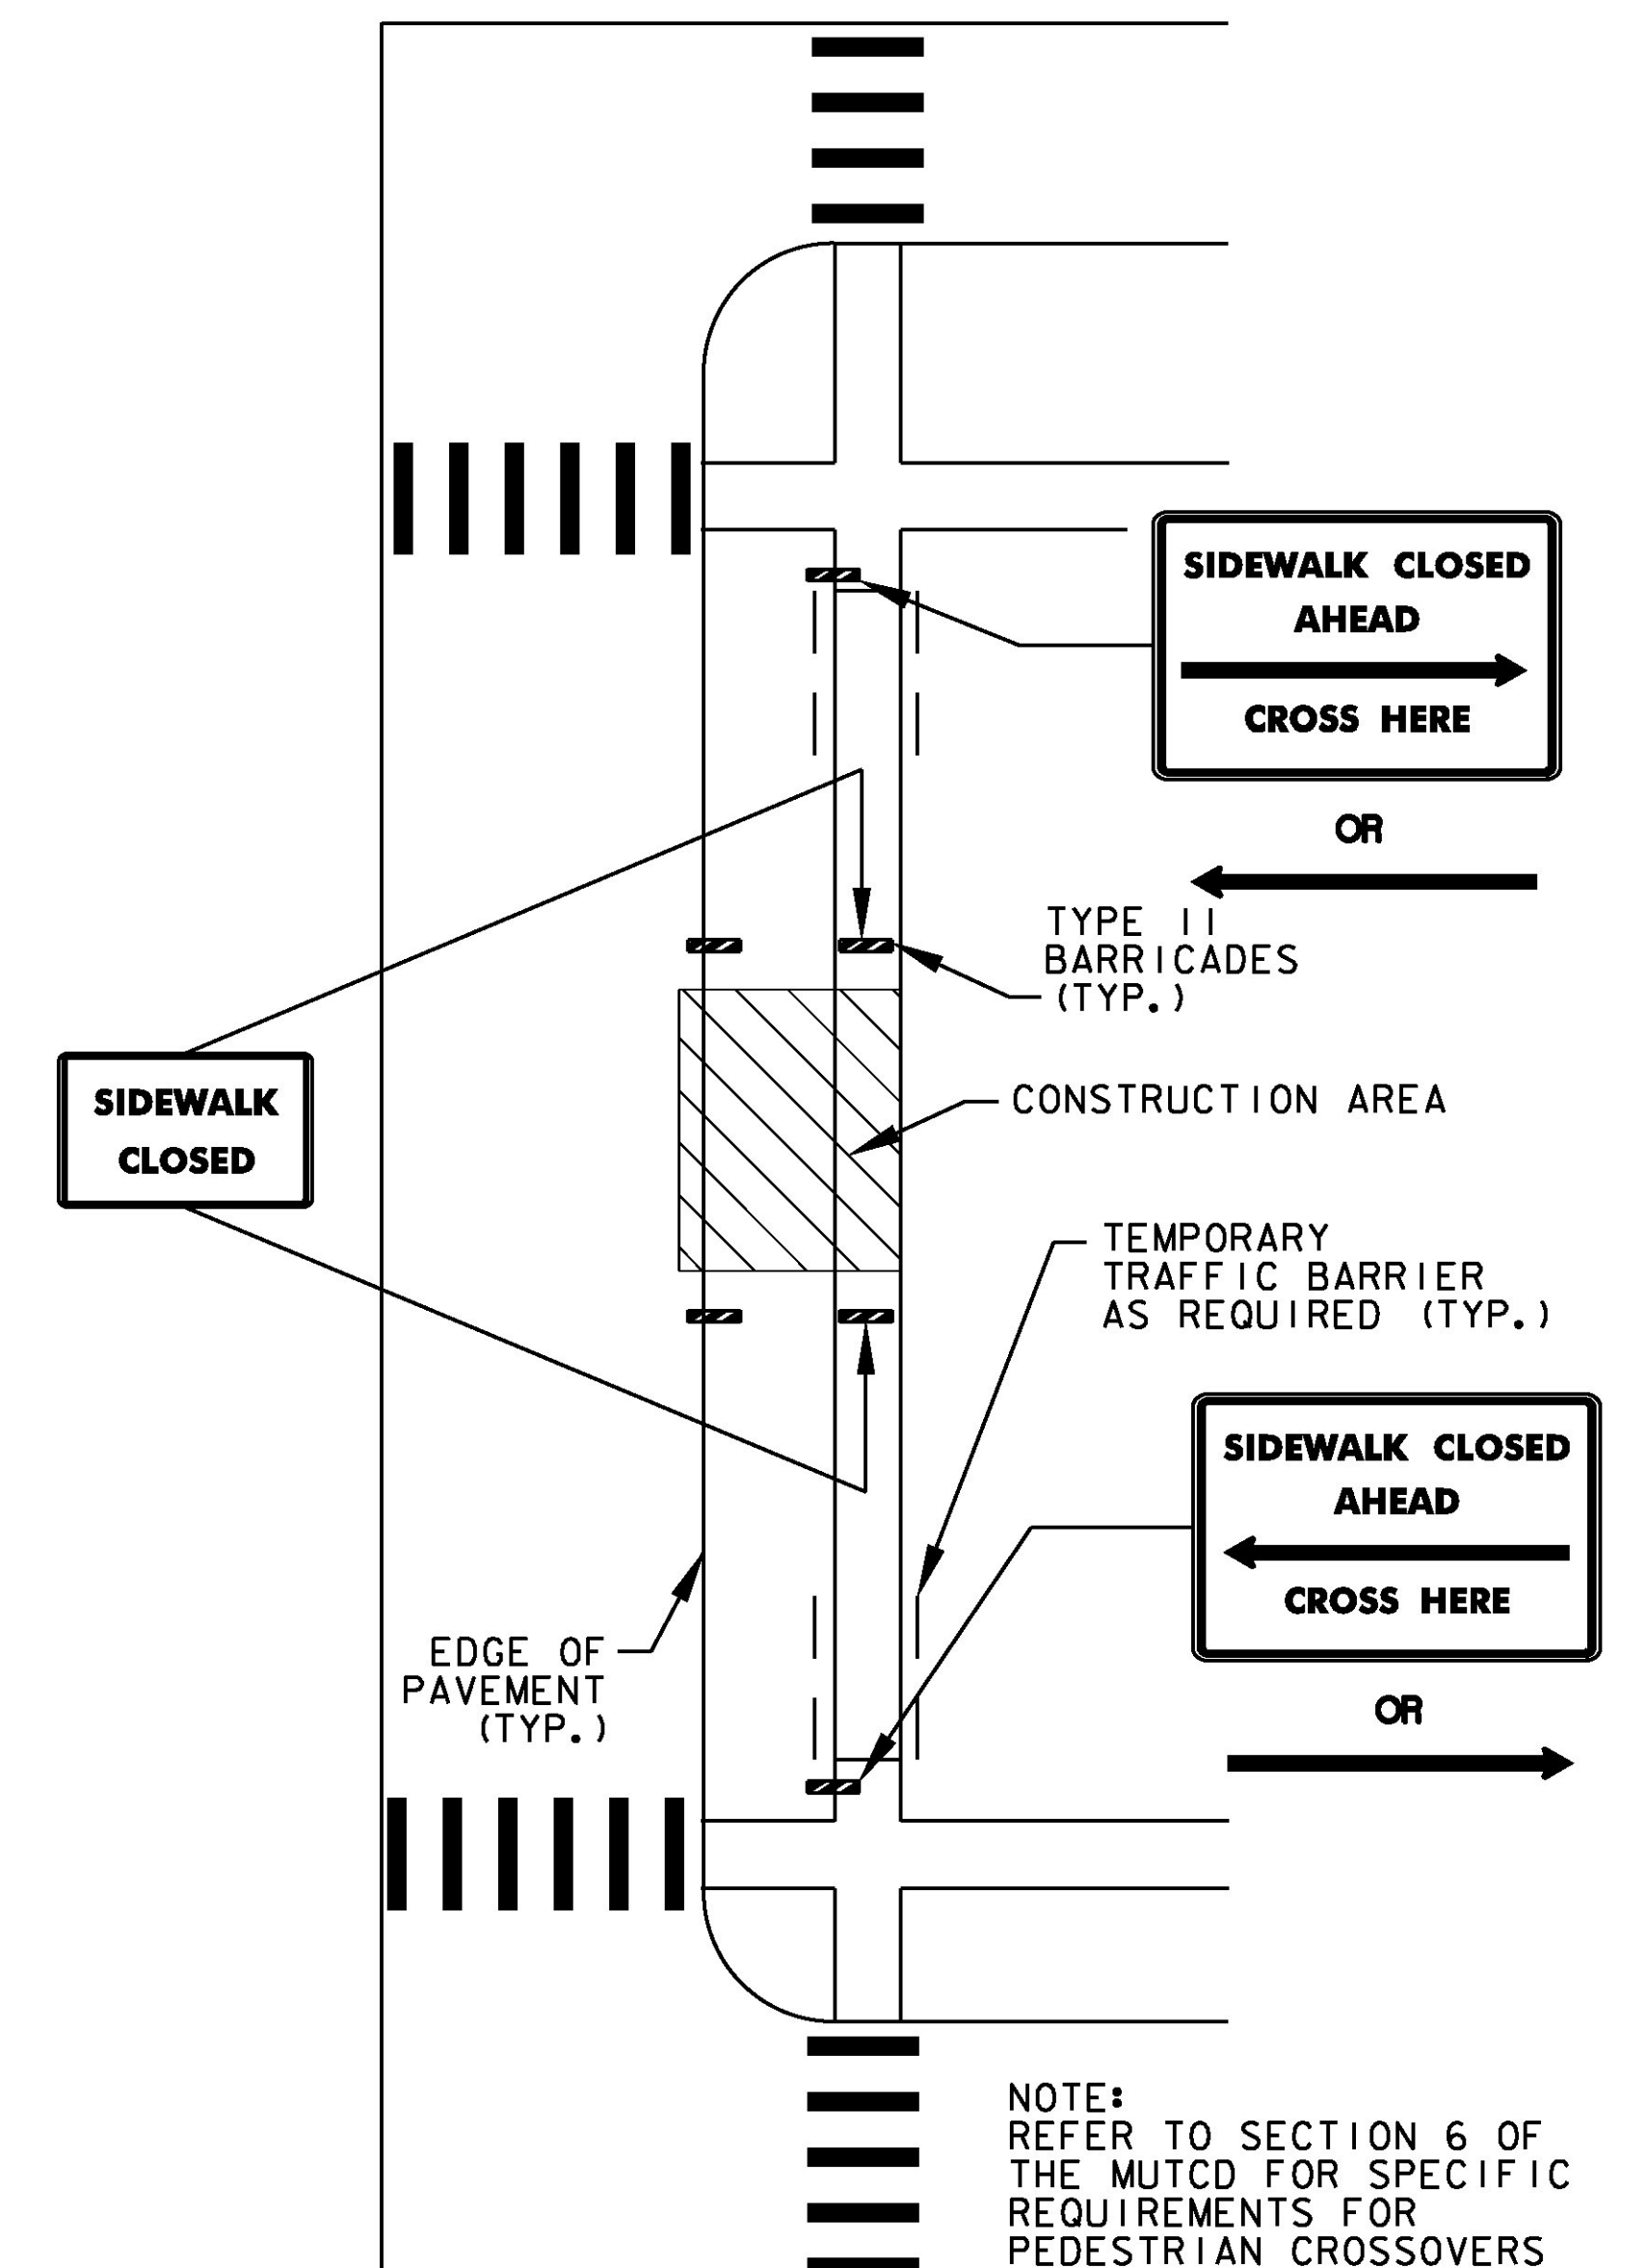 SIDEWALK CLOSED
AHEAD
CROSS HERE
OR
TYPE II
BARRICADES
(TYP.)
SIDEWALK
CLOSED
CONSTRUCTION AREA
TEMPORARY
TRAFFIC BARRIER
AS REQUIRED (TYP.)
SIDEWALK CLOSED
AHEAD
CROSS HERE
OR
EDGE OF
PAVEMENT
(TYP.)
NOTE:
REFER TO SECTION 6 OF
THE MUTCD FOR SPECIFIC
REQUIREMENTS FOR
PEDESTRIAN CROSSOVERS